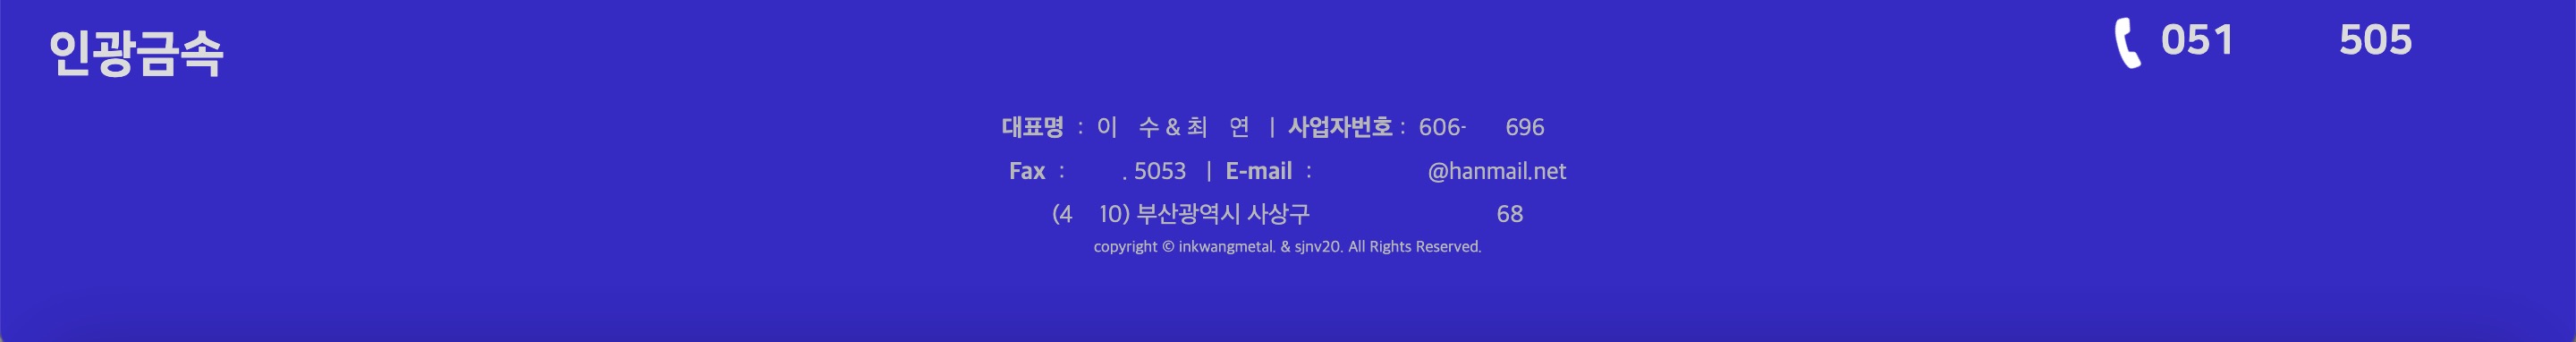 인광금속
051 505
대표명 : 이 수 & 최 연 | 사업자번호 : 606- 696
Fax : . 5053 | E-mail : @hanmail.net
(4 10) 부산광역시 사상구 68
copyright © inkwangmetal. & sjnv20. All Rights Reserved.